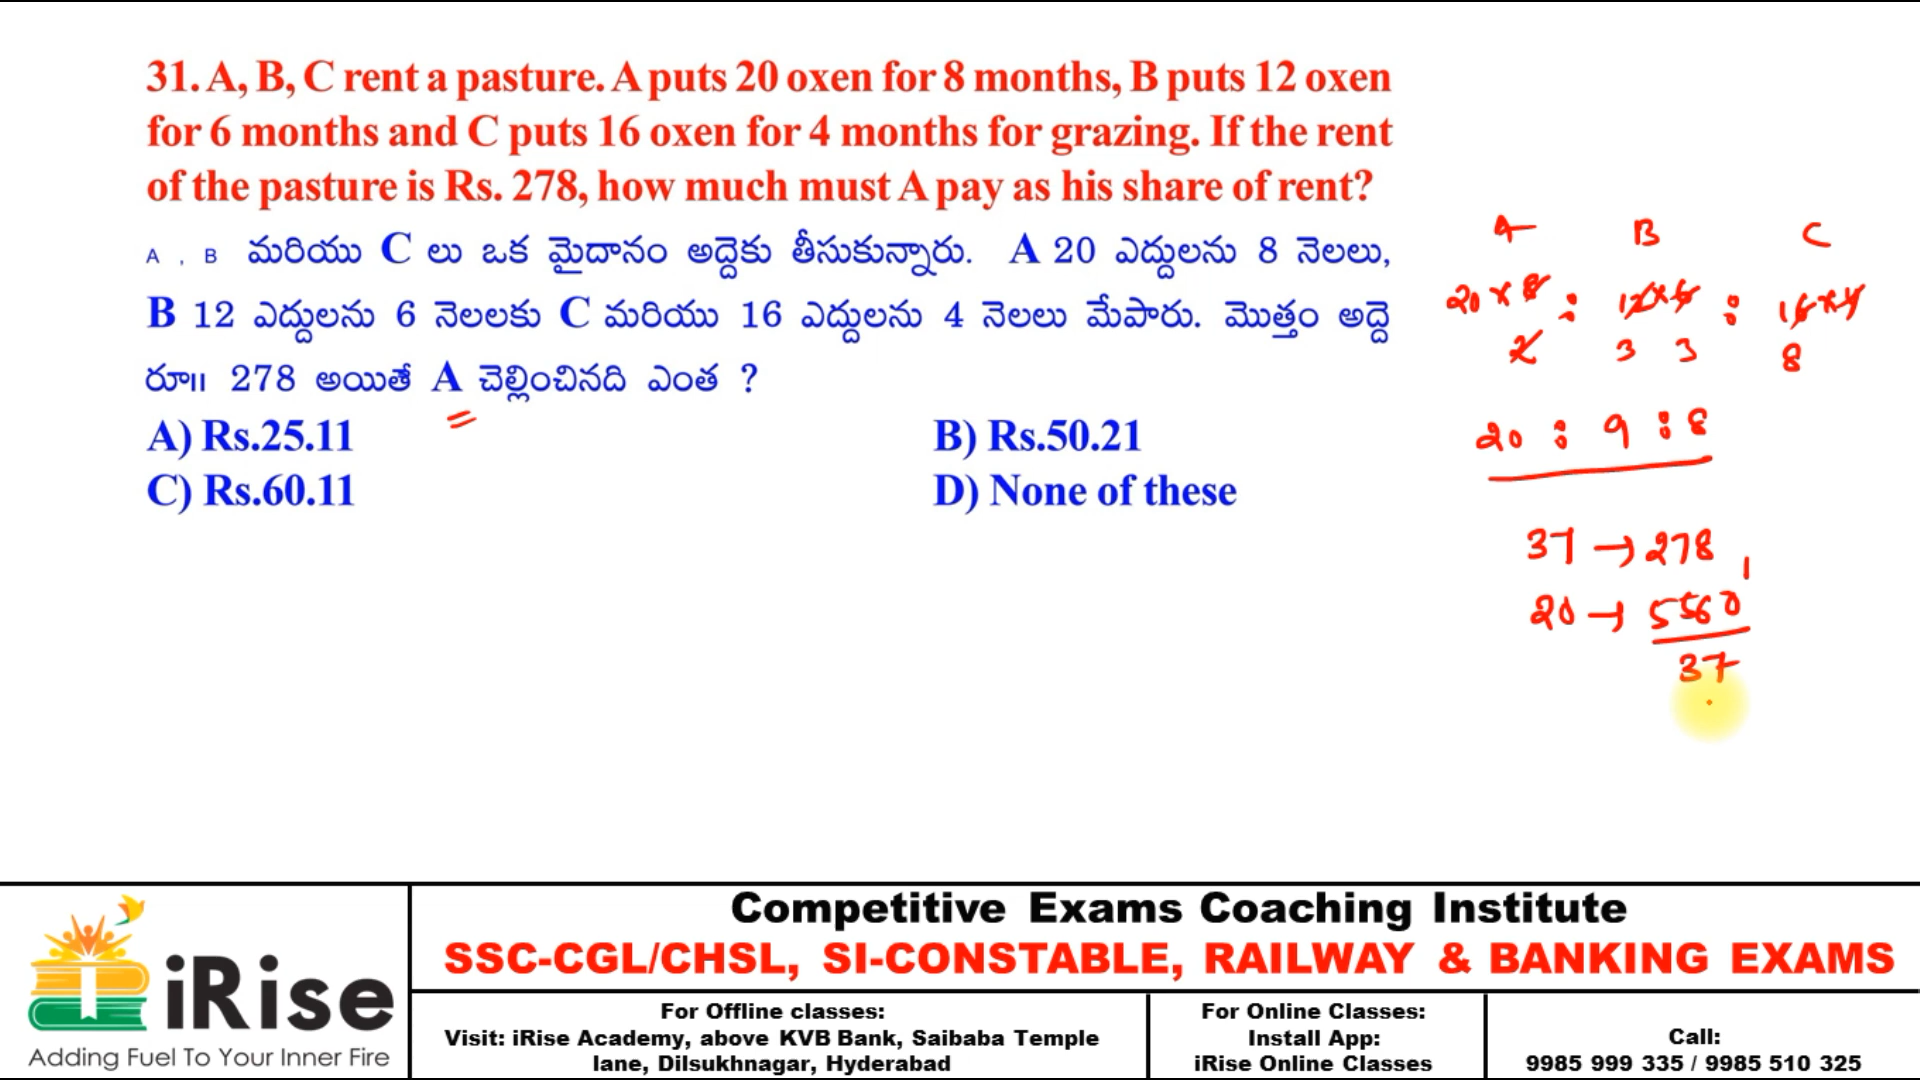 31. A, B, C rent a pasture. A puts 20 oxen for 8 months, B puts 12 oxen
for 6 months and C puts 16 oxen for 4 months for grazing. If the rent
of the pasture is Rs. 278, how much must A pay as his share of rent?
A , B మరియు C లు ఒక మైదానం అద్దెకు తీసుకున్నారు. A 20 ఎద్దులను 8 నెలలు,
B 12 ఎద్దులను 6 నెలలకు C మరియు 16 ఎద్దులను 4 నెలలు మేపారు. మొత్తం అద్దె
రూ॥ 278 అయితే A చెల్లించినది ఎంత ?
A) Rs.25.11 B) Rs.50.21
C) Rs.60.11 D) None of these
A B C
20 × 8 : 12 × 6 : 16 × 4
2 3 3 8
20 : 9 : 8
37 → 278
20 → 5560
37
iRise
Adding Fuel To Your Inner Fire
Competitive Exams Coaching Institute
SSC-CGL/CHSL, SI-CONSTABLE, RAILWAY & BANKING EXAMS
For Offline classes:
Visit: iRise Academy, above KVB Bank, Saibaba Temple
lane, Dilsukhnagar, Hyderabad
For Online Classes:
Install App:
iRise Online Classes
Call:
9985 999 335 / 9985 510 325